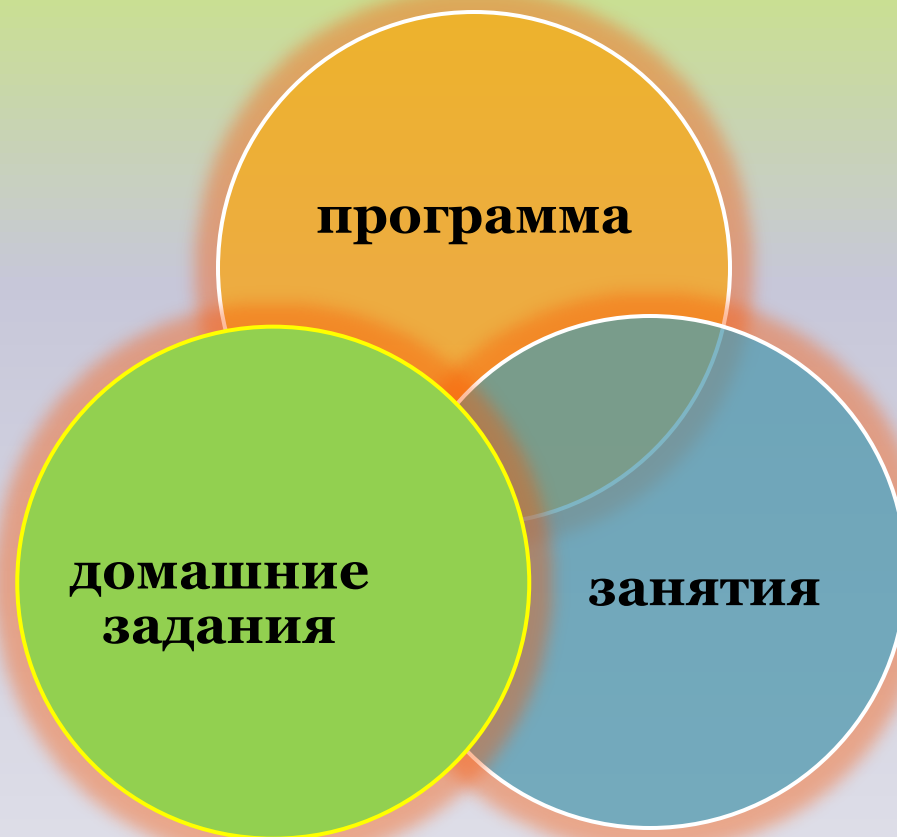 программа
домашние
задания
занятия